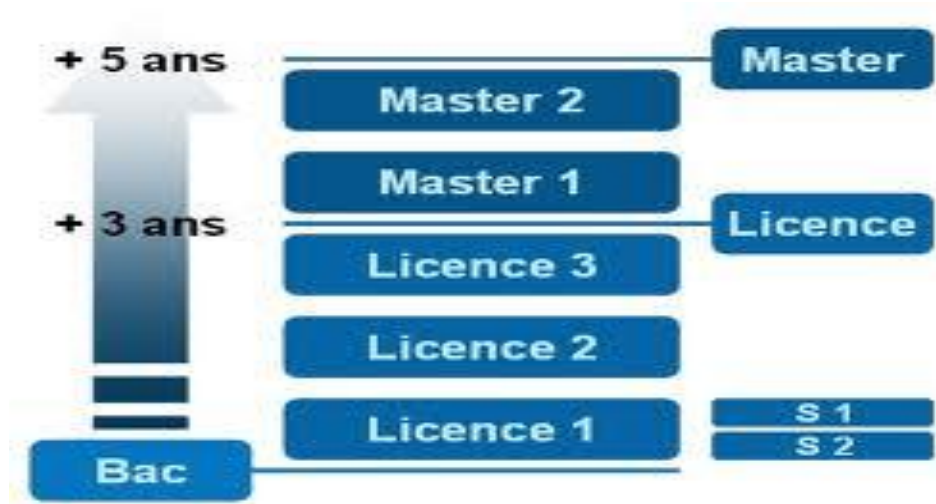 + 5 ans
Master
Master 2
Master 1
+ 3 ans
Licence
Licence 3
Licence 2
Licence 1
S 1
S 2
Bac